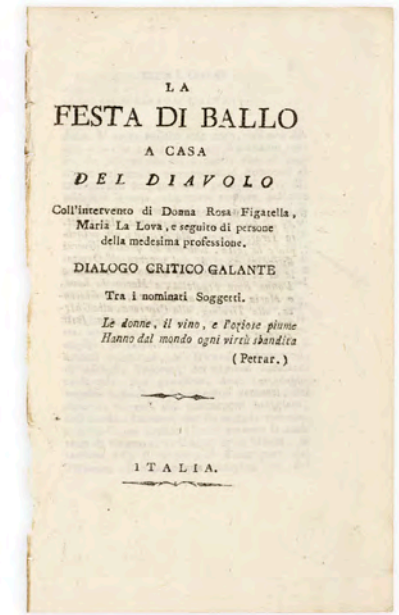 LA
FESTA DI BALLO
A CASA
DEL DIAVOLO
Coll'intervento di Donna Rosa Figatella,
Maria La Lova, e seguito di persone
della medesima professione.
DIALOGO CRITICO GALANTE
Tra i nominati Soggetti.
Le donne, il vino, e l'oziose piume
Hanno dal mondo ogni virtù sbandita
(Petrar.)
ITALIA.